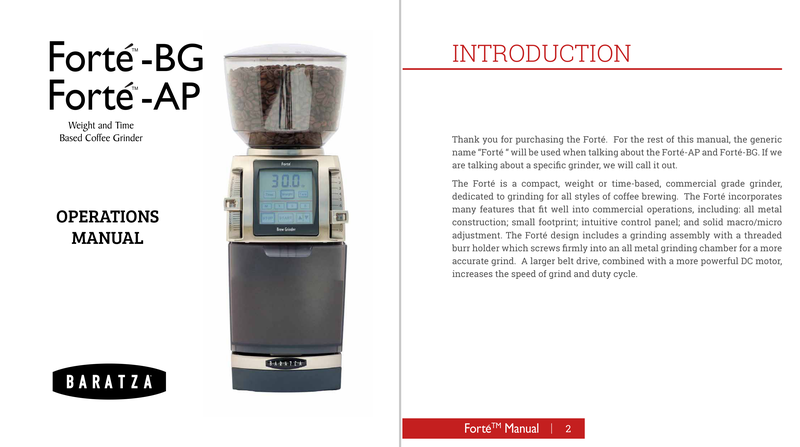 Forté™-BG
Forté™-AP
Weight and Time
Based Coffee Grinder
OPERATIONS
MANUAL
BARATZA
Forté
30.0
Brew Grinder
BARATZA
INTRODUCTION
Thank you for purchasing the Forté. For the rest of this manual, the generic
name “Forté ” will be used when talking about the Forté-AP and Forté-BG. If we
are talking about a specific grinder, we will call it out.
The Forté is a compact, weight or time-based, commercial grade grinder,
dedicated to grinding for all styles of coffee brewing. The Forté incorporates
many features that fit well into commercial operations, including: all metal
construction; small footprint; intuitive control panel; and solid macro/micro
adjustment. The Forté design includes a grinding assembly with a threaded
burr holder which screws firmly into an all metal grinding chamber for a more
accurate grind. A larger belt drive, combined with a more powerful DC motor,
increases the speed of grind and duty cycle.
Forté™ Manual | 2